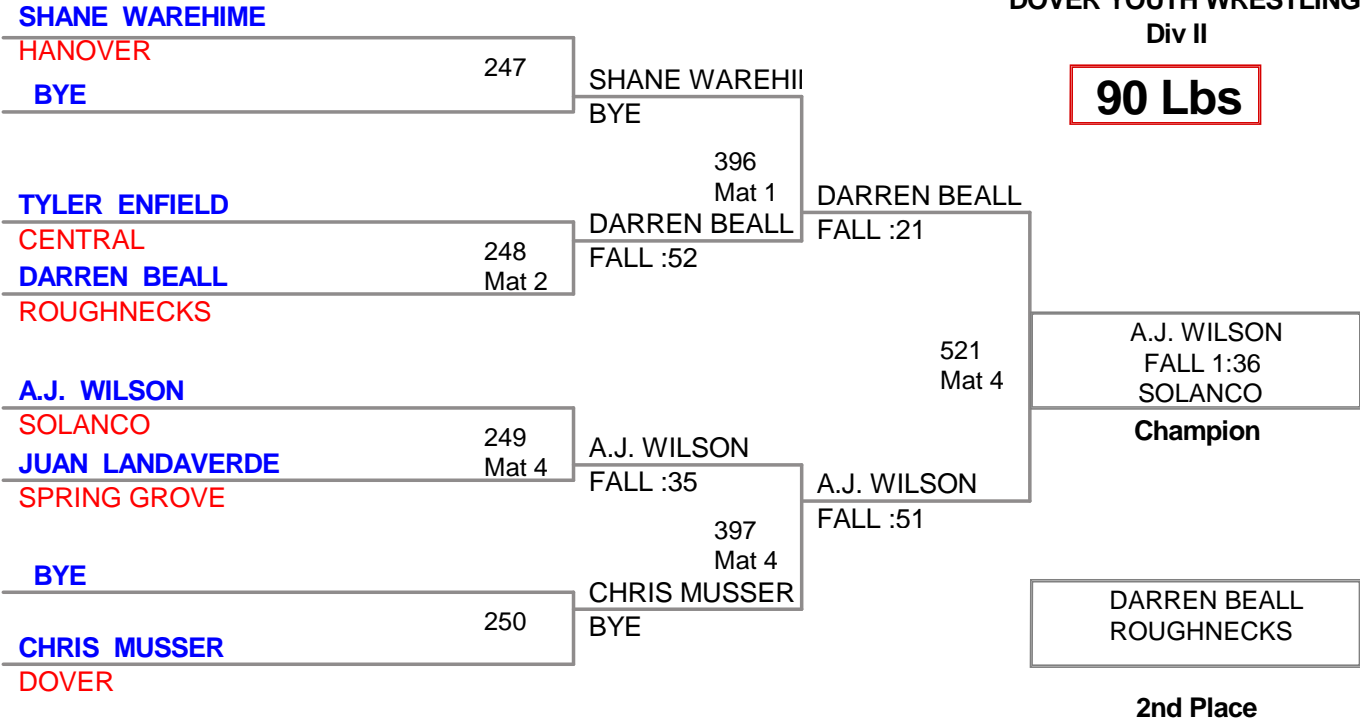 DOVER YOUTH WRESTLING
Div II
90 Lbs
SHANE WAREHIME
HANOVER
247
BYE
SHANE WAREHI
BYE
396
Mat 1
TYLER ENFIELD
CENTRAL
248
Mat 2
DARREN BEALL
ROUGHNECKS
DARREN BEALL
FALL :52
DARREN BEALL
FALL :21
A.J. WILSON
SOLANCO
249
Mat 4
JUAN LANDAVERDE
SPRING GROVE
A.J. WILSON
FALL :35
397
Mat 4
BYE
250
CHRIS MUSSER
DOVER
CHRIS MUSSER
BYE
A.J. WILSON
FALL :51
521
Mat 4
A.J. WILSON
FALL 1:36
SOLANCO
Champion
DARREN BEALL
ROUGHNECKS
2nd Place